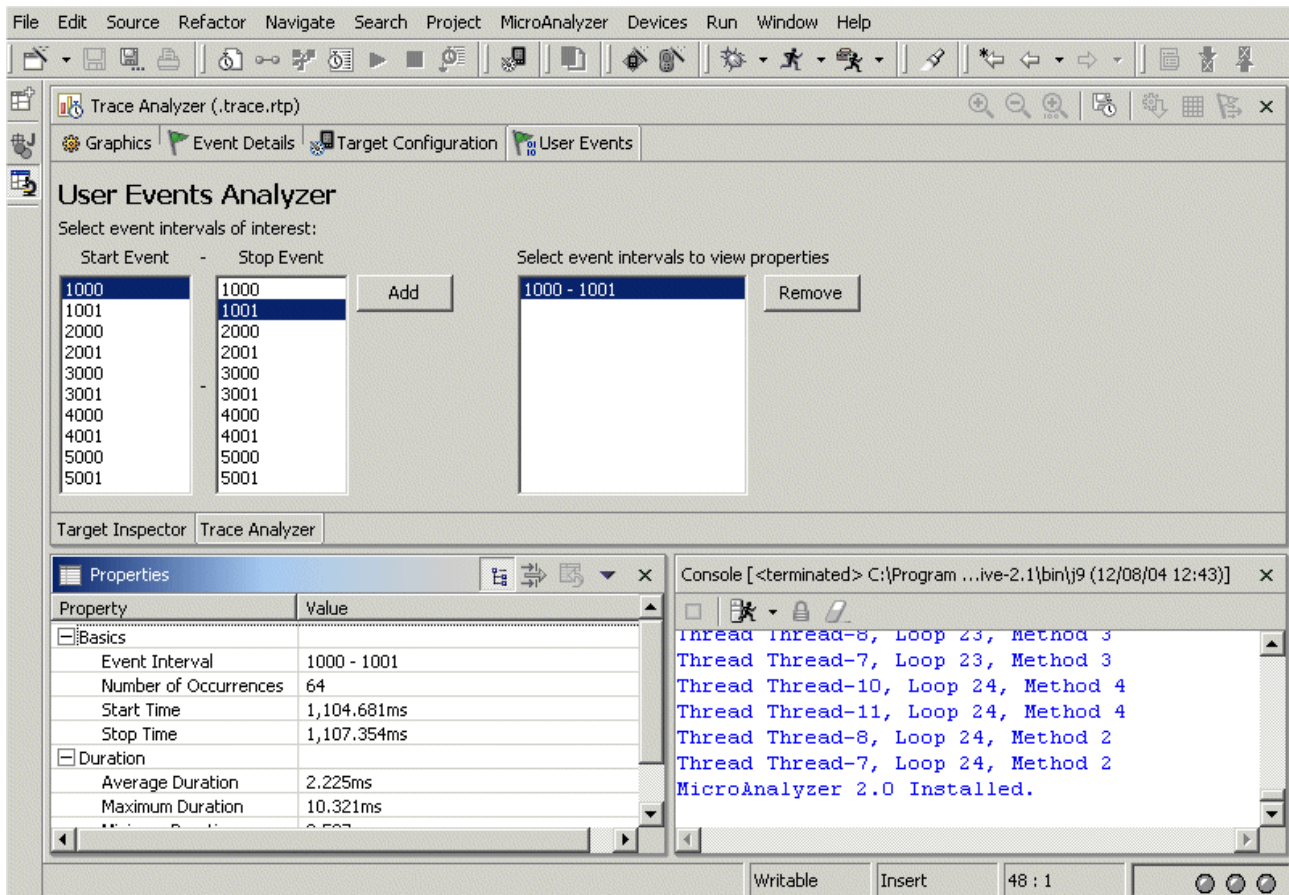 File Edit Source Refactor Navigate Search Project MicroAnalyzer Devices Run Window Help
Trace Analyzer (.trace.rtp)
Graphics Event Details Target Configuration User Events
User Events Analyzer
Select event intervals of interest:
Start Event - Stop Event Select event intervals to view properties
1000 1000 Add 1000 - 1001 Remove
1001 1001
2000 2000
2001 2001
3000 3000
3001 - 3001
4000 4000
4001 4001
5000 5000
5001 5001
Target Inspector Trace Analyzer
Properties
Property Value
Basics
Event Interval 1000 - 1001
Number of Occurrences 64
Start Time 1,104.681ms
Stop Time 1,107.354ms
Duration
Average Duration 2.225ms
Maximum Duration 10.321ms
Console [<terminated> C:\Program ...ive-2.1\bin\j9 (12/08/04 12:43)]
Thread Thread-8, Loop 23, Method 3
Thread Thread-7, Loop 23, Method 3
Thread Thread-10, Loop 24, Method 4
Thread Thread-11, Loop 24, Method 4
Thread Thread-8, Loop 24, Method 2
Thread Thread-7, Loop 24, Method 2
MicroAnalyzer 2.0 Installed.
Writable Insert 48 : 1